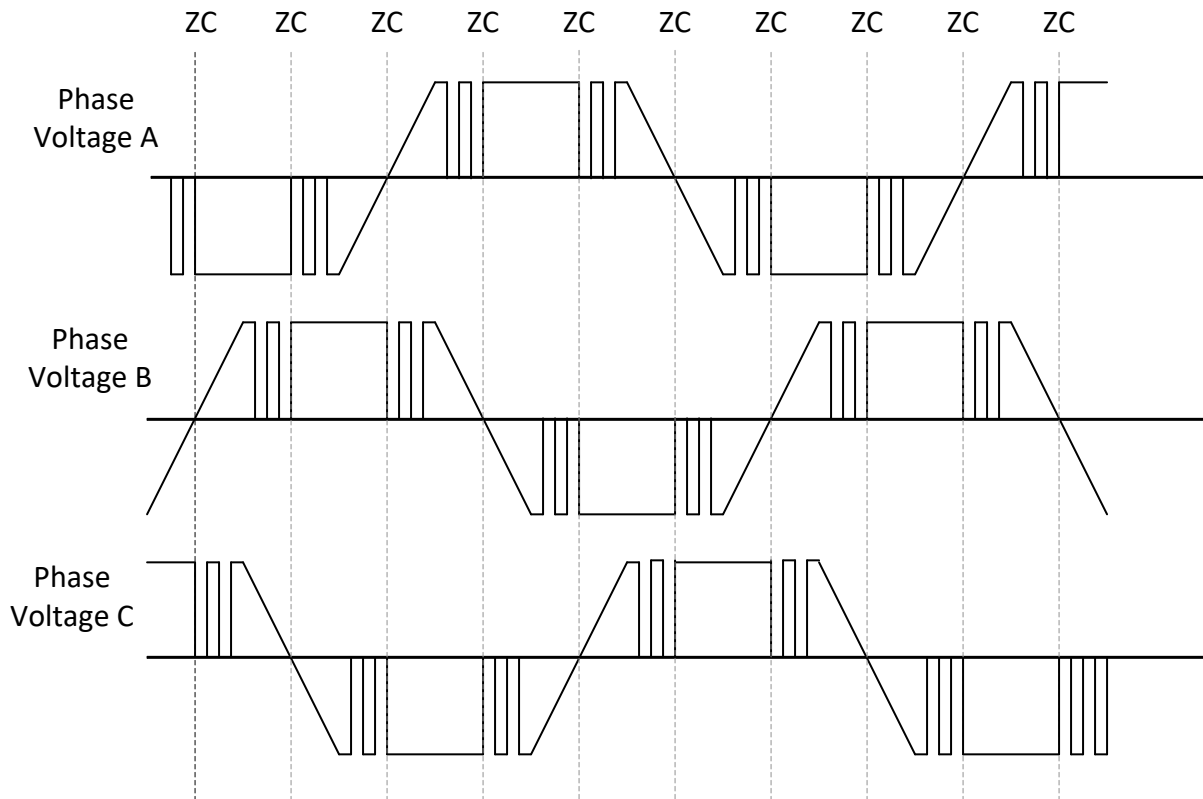 ZC ZC ZC ZC ZC ZC ZC ZC ZC ZC
Phase
Voltage A
Phase
Voltage B
Phase
Voltage C